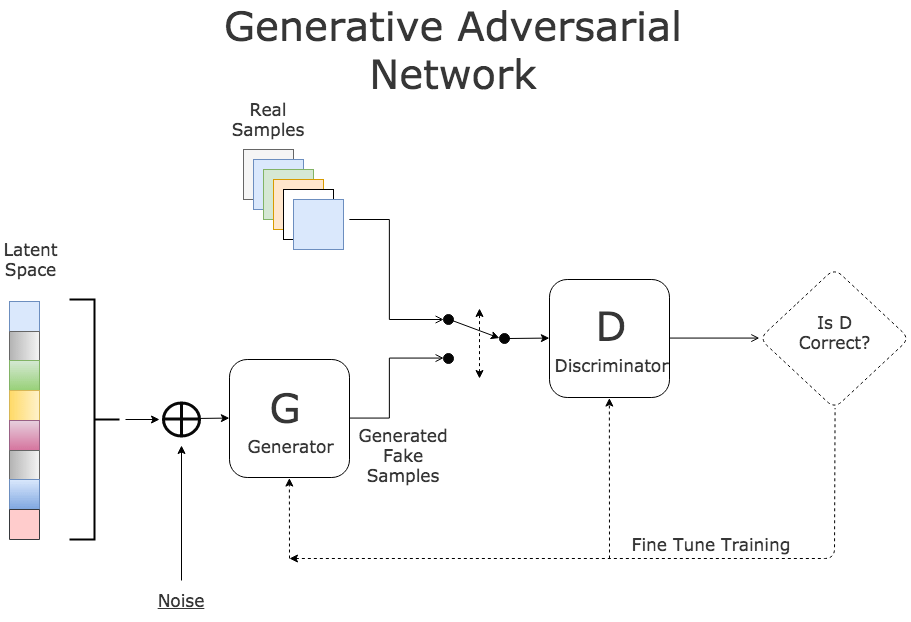 Generative Adversarial
Network
Real
Samples
Latent
Space
D
Discriminator
Is D
Correct?
G
Generator
Generated
Fake
Samples
Fine Tune Training
Noise